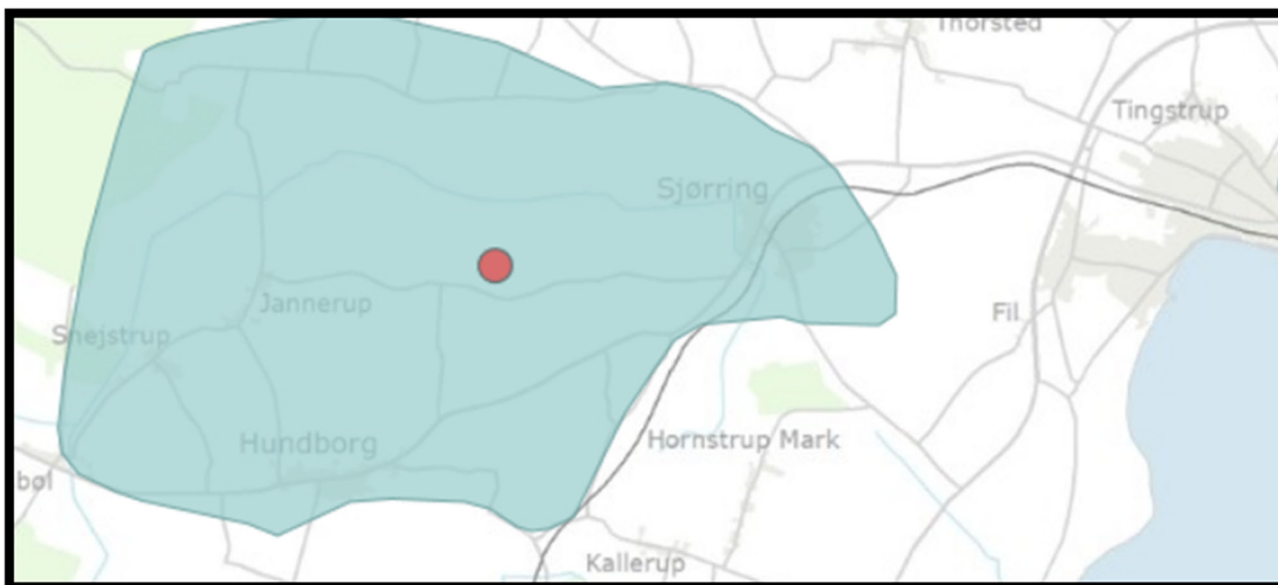 Thorsted
Tingstrup
Sjørring
Jannerup
Fil
Snejstrup
Hundborg
Hornstrup Mark
bøl
Kallerup